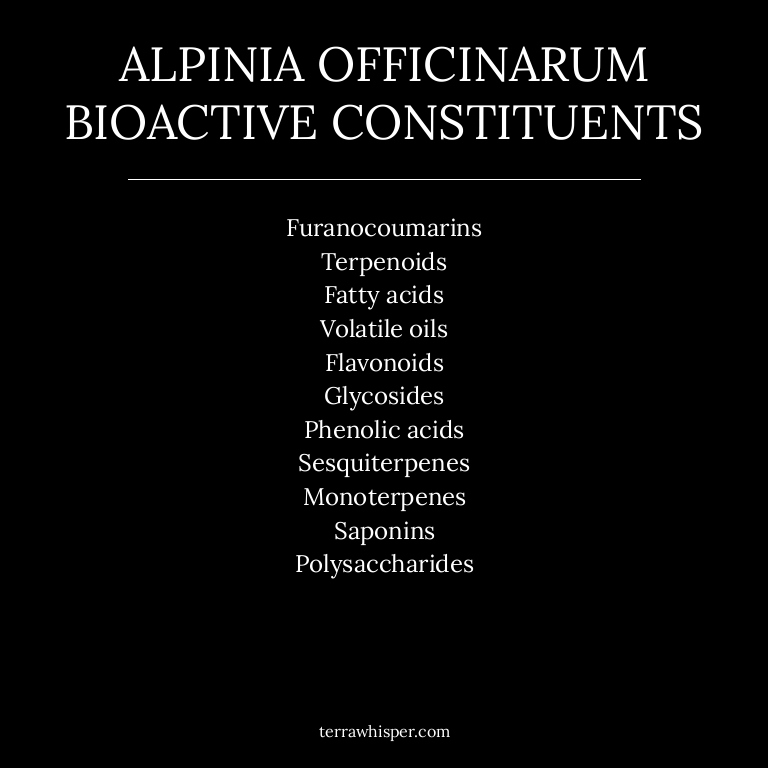 ALPINIA OFFICINARUM
BIOACTIVE CONSTITUENTS
Furanocoumarins
Terpenoids
Fatty acids
Volatile oils
Flavonoids
Glycosides
Phenolic acids
Sesquiterpenes
Monoterpenes
Saponins
Polysaccharides
terrawhisper.com